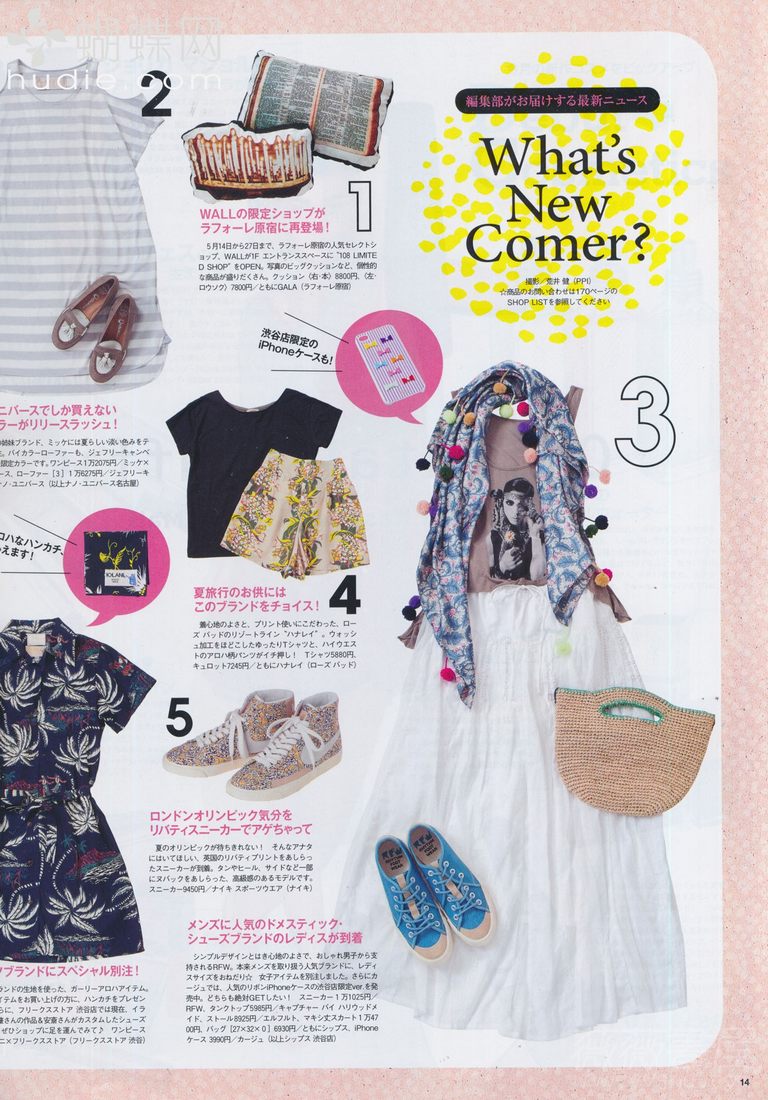 蝴蝶网
hudie.com
編集部がお届けする最新ニュース
What's
New
Comer?
撮影／荒井 健（PPI）
☆商品のお問い合わせは170ページの
SHOP LISTを参照してください
2
1
WALLの限定ショップが
ラフォーレ原宿に再登場！
5月14日から27日まで、ラフォーレ原宿の人気セレクトシ
ョップ、WALLが1F エントランススペースに"108 LIMITE
D SHOP"をOPEN。写真のビッグクッションなど、個性的
な商品が盛りだくさん。クッション（右・本）8800円、（左・
ロウソク）7800円／ともにGALA（ラフォーレ原宿）
渋谷店限定の
iPhoneケースも！
3
ニバースでしか買えない
ラーがリリースラッシュ！
姉妹ブランド、ミッケには夏らしい淡い色みをテ
。バイカラーローファーも、ジェフリーキャンベ
限定カラーです。ワンピース1万2075円／ミッケ×
ース、ローファー［3］1万6275円／ジェフリーキ
ナノ・ユニバース（以上ナノ・ユニバース名古屋）
ロハなハンカチ、
えます！
IOLANI
夏旅行のお供には
このブランドをチョイス！
4
着心地のよさと、プリント使いにこだわった、ロー
ズ バッドのリゾートライン"ハナレイ"。ウォッシ
ュ加工をほどこしたゆったりTシャツと、ハイウエス
トのアロハ柄パンツがイチ押し！　Tシャツ5880円、
キュロット7245円／ともにハナレイ（ローズ バッド）
5
ロンドンオリンピック気分を
リバティスニーカーでアゲちゃって
夏のオリンピックが待ちきれない！　そんなアナタ
にはいてほしい、英国のリバティプリントをあしらっ
たスニーカーが到着。タンやヒール、サイドなど一部
にヌバックをあしらった、高級感のあるモデルです。
スニーカー9450円／ナイキ スポーツウエア（ナイキ）
ブランドにスペシャル別注！
ランドの生地を使った、ガーリーアロハアイテム。
イテムをお買い上げの方に、ハンカチをプレゼン
らに、フリークスストア 渋谷店では現在、イラ
さんの作品＆安斎さんがカスタムしたシューズ
ぜひショップに足を運んでみて♪　ワンピース
ニ×フリークスストア（フリークスストア 渋谷）
メンズに人気のドメスティック・
シューズブランドのレディスが到着
シンプルデザインとはき心地のよさで、おしゃれ男子から支
持されるRFW。本来メンズを取り扱う人気ブランドに、レディ
スサイズをおねだり☆　女子アイテムを別注しました。さらにカ
ージュでは、人気のリボンiPhoneケースの渋谷店限定ver.を発
売中。どちらも絶対GETしたい！　スニーカー1万1025円／
RFW、タンクトップ5985円／キャプチャー バイ ハリウッドメ
イド、ストール8925円／エルフルト、マキシ丈スカート1万47
00円、バッグ［27×32×0］6930円／ともにシップス、iPhone
ケース 3990円／カージュ（以上シップス 渋谷店）
14